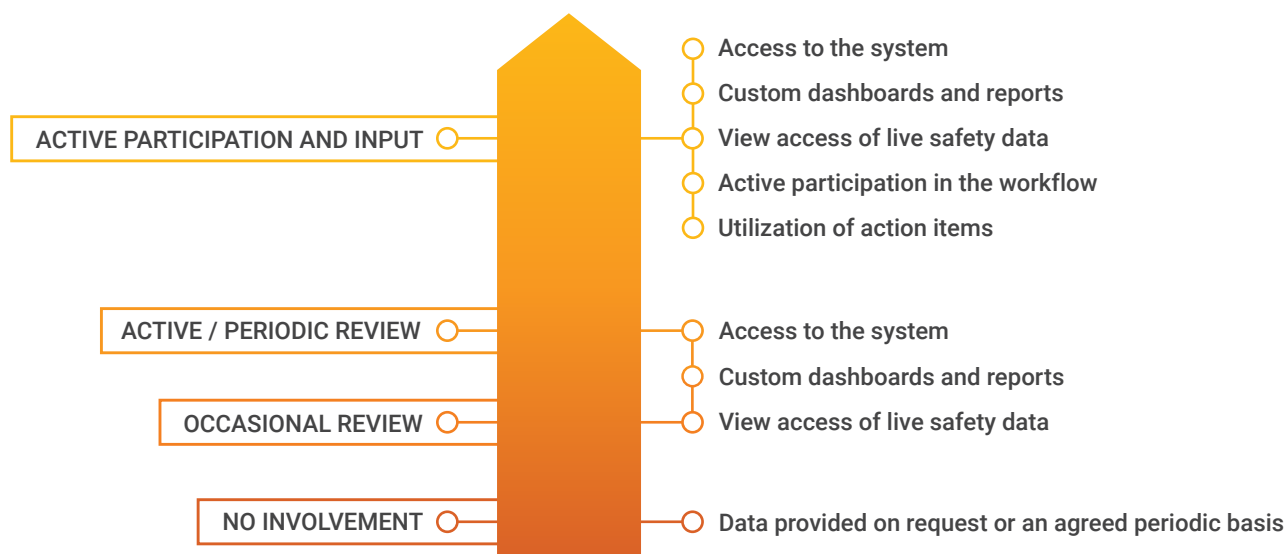 Access to the system
Custom dashboards and reports
ACTIVE PARTICIPATION AND INPUT
View access of live safety data
Active participation in the workflow
Utilization of action items
ACTIVE / PERIODIC REVIEW
Access to the system
Custom dashboards and reports
OCCASIONAL REVIEW
View access of live safety data
NO INVOLVEMENT
Data provided on request or an agreed periodic basis